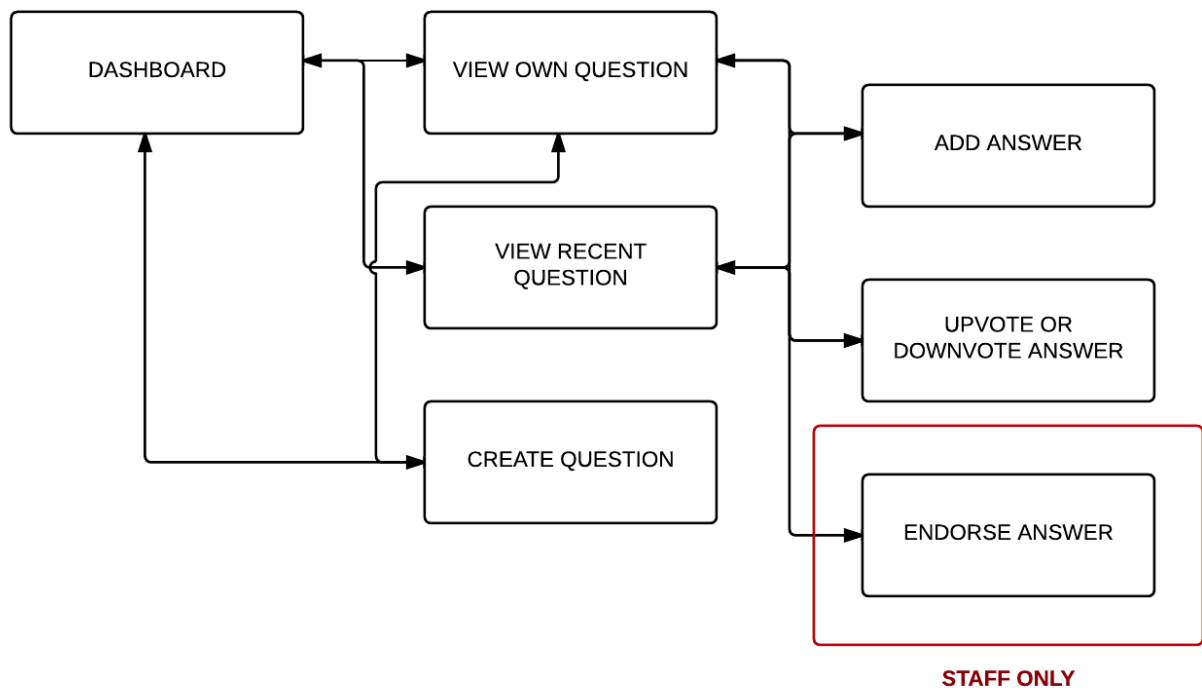 DASHBOARD
VIEW OWN QUESTION
ADD ANSWER
VIEW RECENT
QUESTION
UPVOTE OR
DOWNVOTE ANSWER
CREATE QUESTION
ENDORSE ANSWER
STAFF ONLY